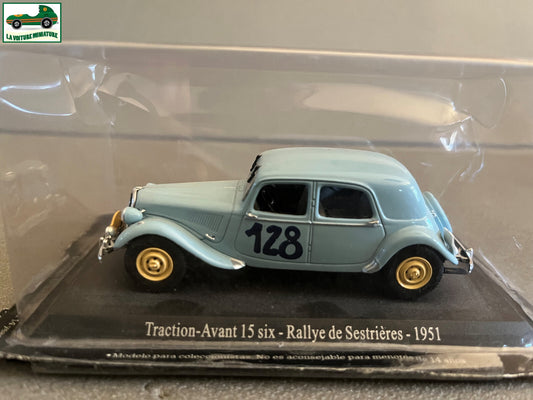 LA VOITURE MINIATURE
128
Traction-Avant 15 six - Rallye de Sestrières - 1951
• Modelo para coleccionistas. No es aconsejable para menores de 14 años